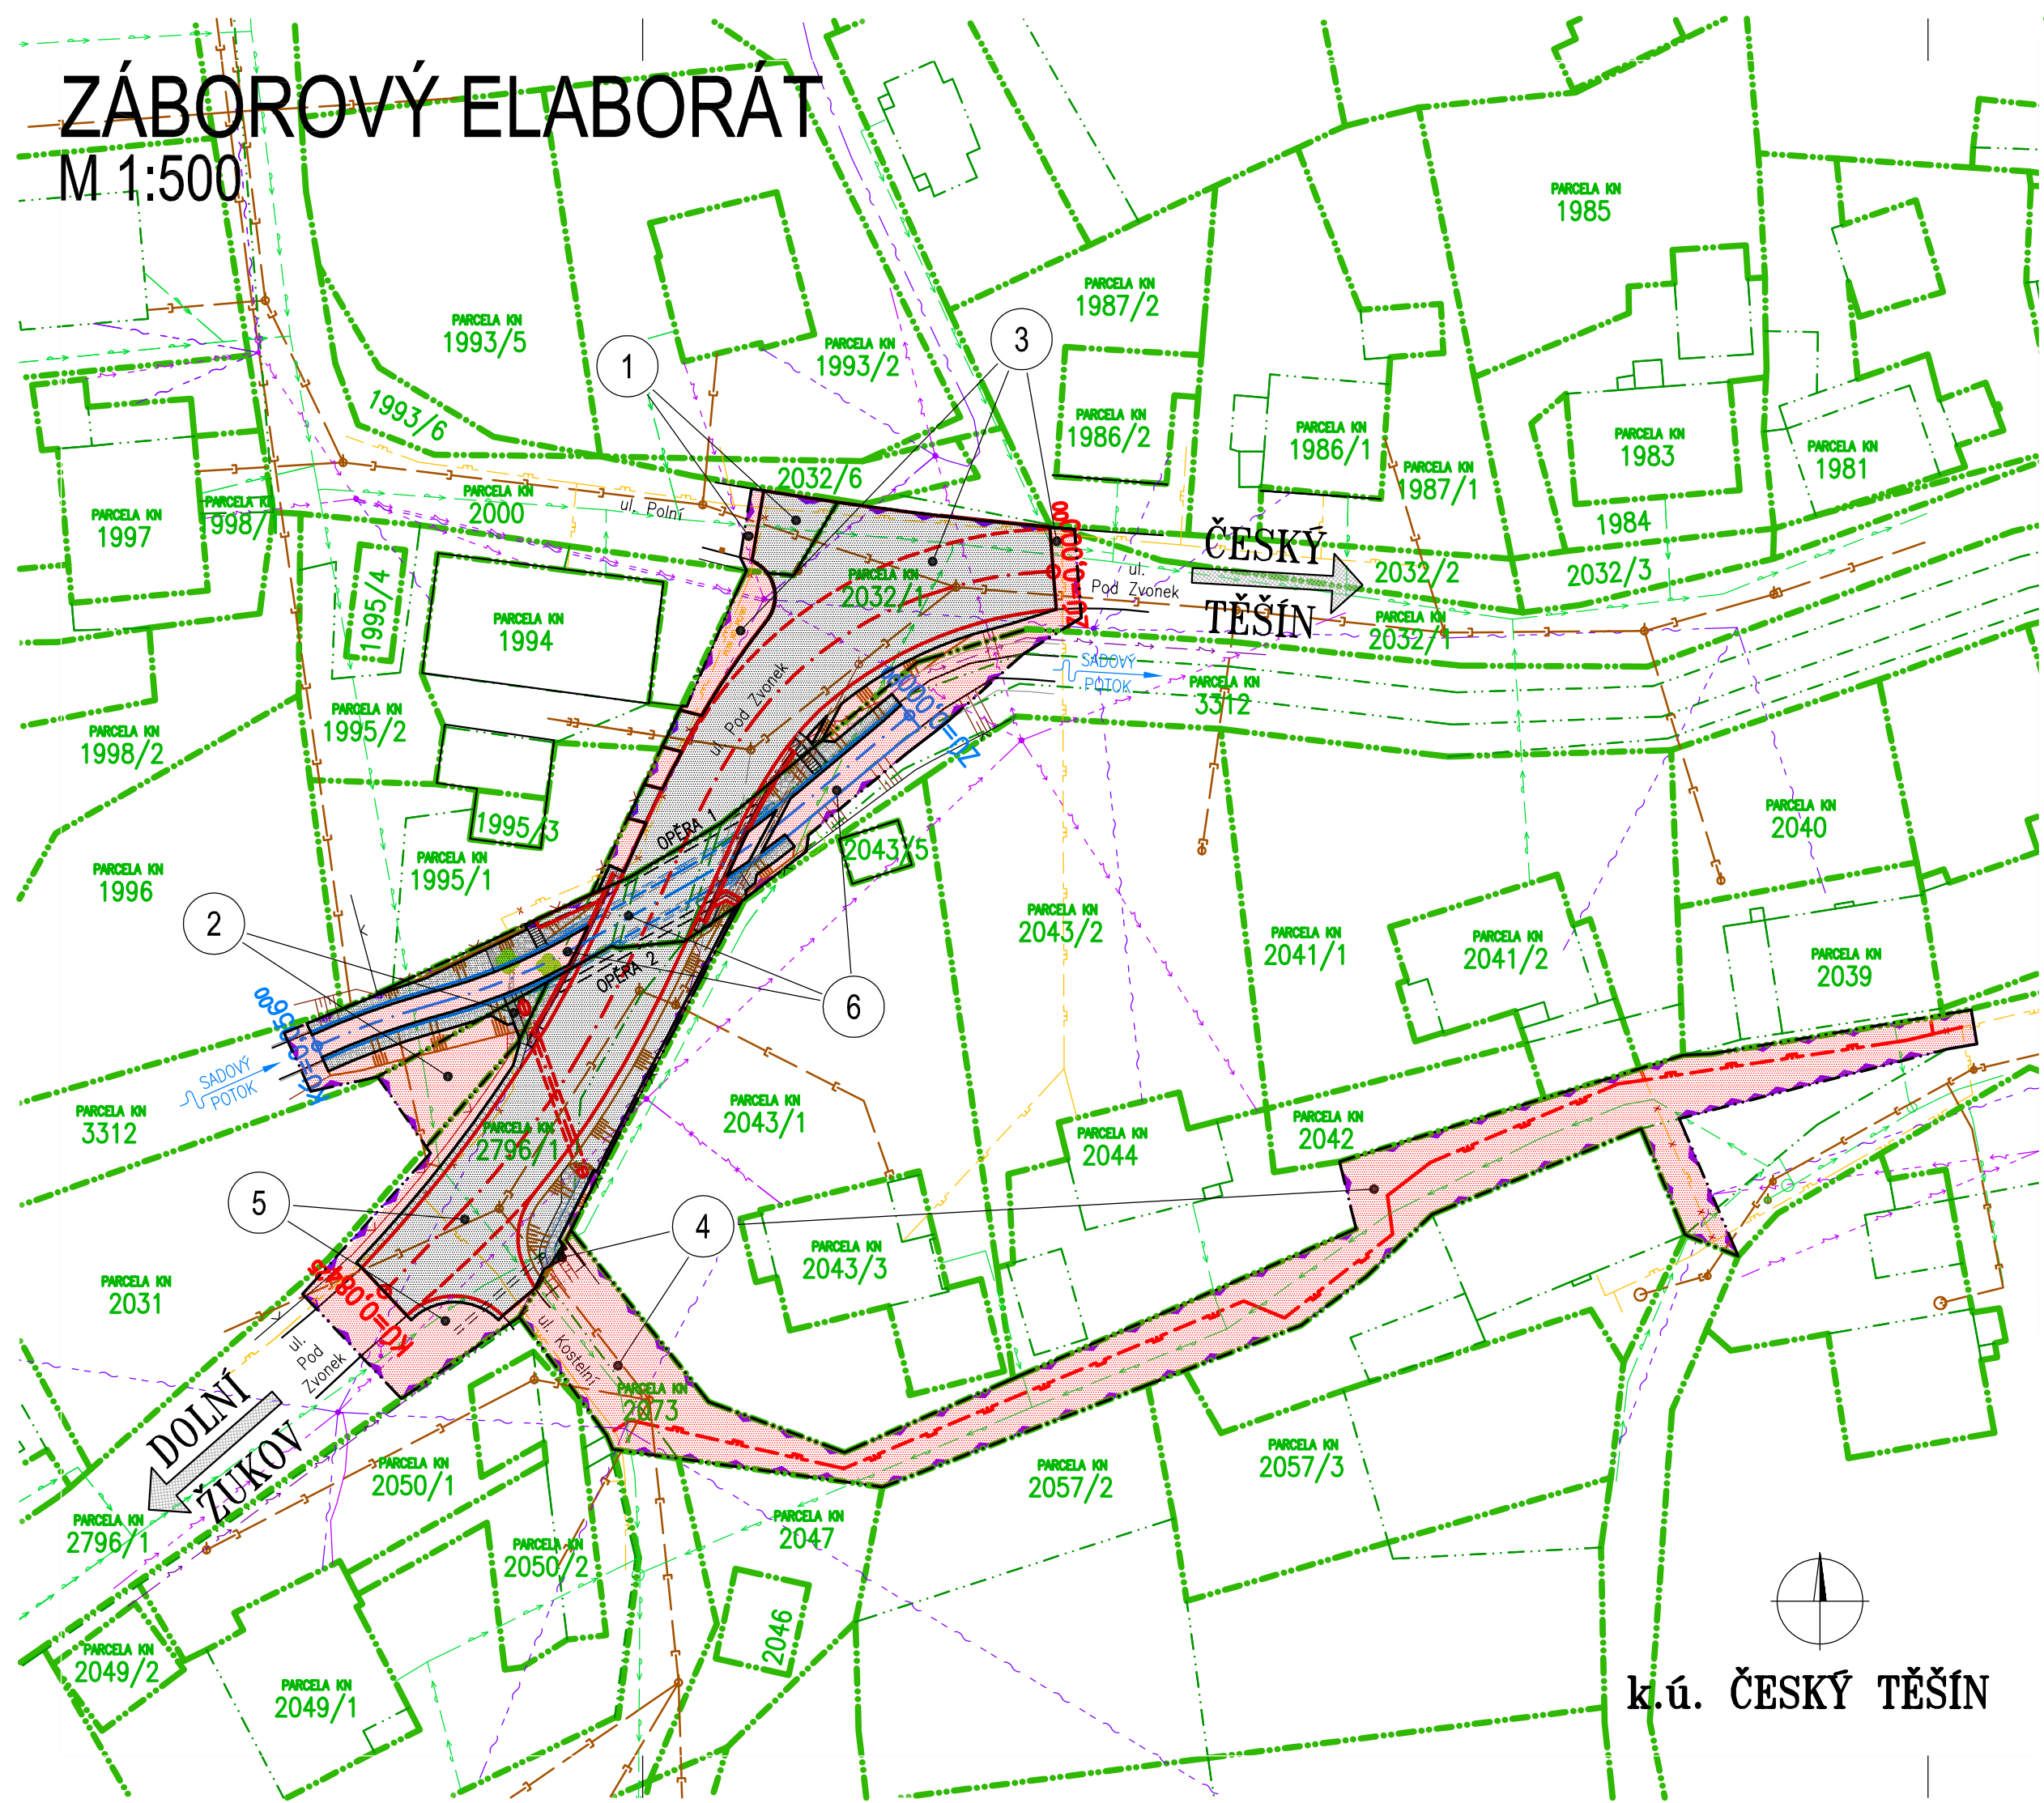 ZÁBOROVÝ ELABORÁT
M 1:500
PARCELA KN
1985
PARCELA KN
1987/2
PARCELA KN
1993/5
PARCELA KN
1993/2
1
3
1993/6
PARCELA KN
1986/2
PARCELA KN
1986/1
PARCELA KN
1983
PARCELA KN
1981
PARCELA KN
1987/1
2032/6
PARCELA KN
2000
ul. Polní
PARCELA KN
1997
PARCELA KN
1998/1
1984
ČESKÝ
TĚŠÍN
2032/2
2032/3
ul.
Pod Zvonek
PARCELA KN
2032/1
PARCELA KN
2032/1
1995/4
PARCELA KN
1994
SADOVÝ
POTOK
PARCELA KN
3312
ul. Pod Zvonek
PARCELA KN
1995/2
PARCELA KN
1998/2
PARCELA KN
2040
1995/3
OPĚRA 1
2043/5
PARCELA KN
1996
PARCELA KN
1995/1
2
PARCELA KN
2043/2
PARCELA KN
2041/1
PARCELA KN
2041/2
PARCELA KN
2039
OPĚRA 2
6
SADOVÝ
POTOK
PARCELA KN
3312
PARCELA KN
2796/1
PARCELA KN
2043/1
PARCELA KN
2044
PARCELA KN
2042
5
4
PARCELA KN
2031
PARCELA KN
2043/3
ul.
Pod
Zvonek
ul. Kostelní
DOLNÍ
ŽUKOV
PARCELA KN
2073
PARCELA KN
2050/1
PARCELA KN
2057/2
PARCELA KN
2057/3
PARCELA KN
2796/1
PARCELA KN
2047
PARCELA KN
2050/2
2046
PARCELA KN
2049/2
PARCELA KN
2049/1
k.ú. ČESKÝ TĚŠÍN